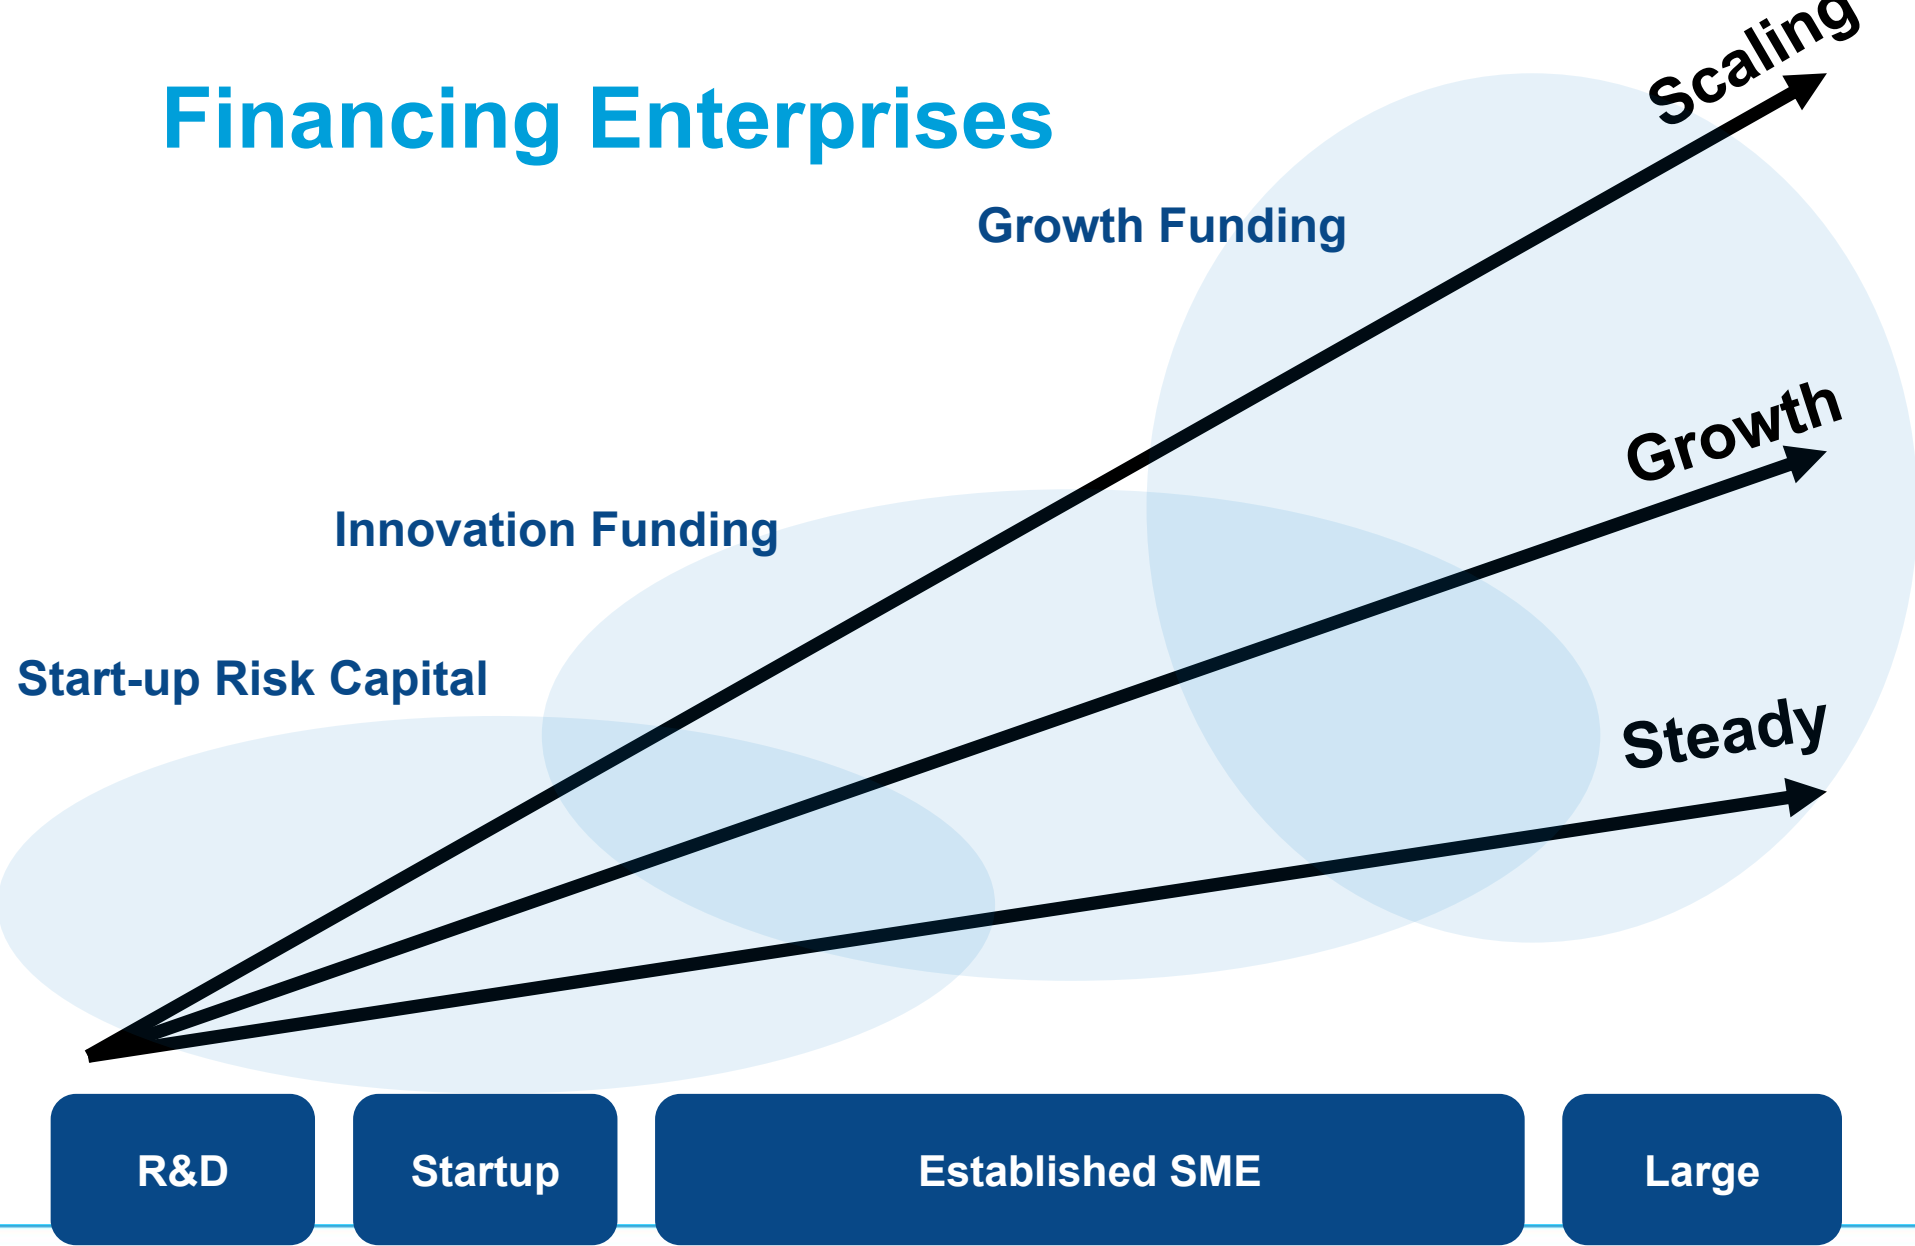 Financing Enterprises
Scaling
Growth Funding
Growth
Innovation Funding
Start-up Risk Capital
Steady
R&D
Startup
Established SME
Large